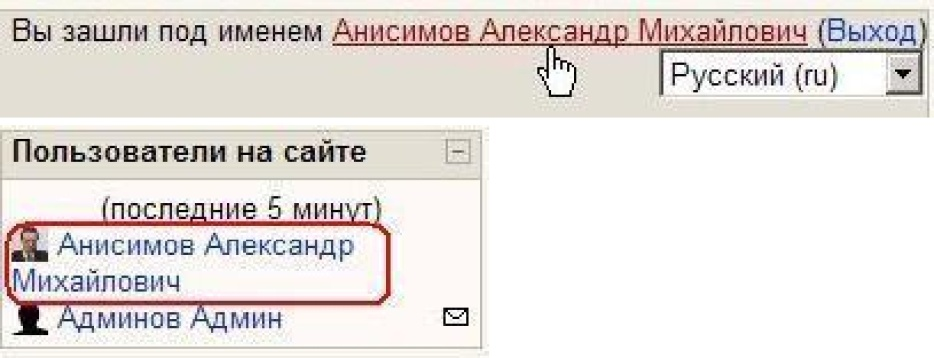 Вы зашли под именем Анисимов Александр Михайлович (Выход)
Русский (ru)
Пользователи на сайте
(последние 5 минут)
Анисимов Александр
Михайлович
Админов Админ